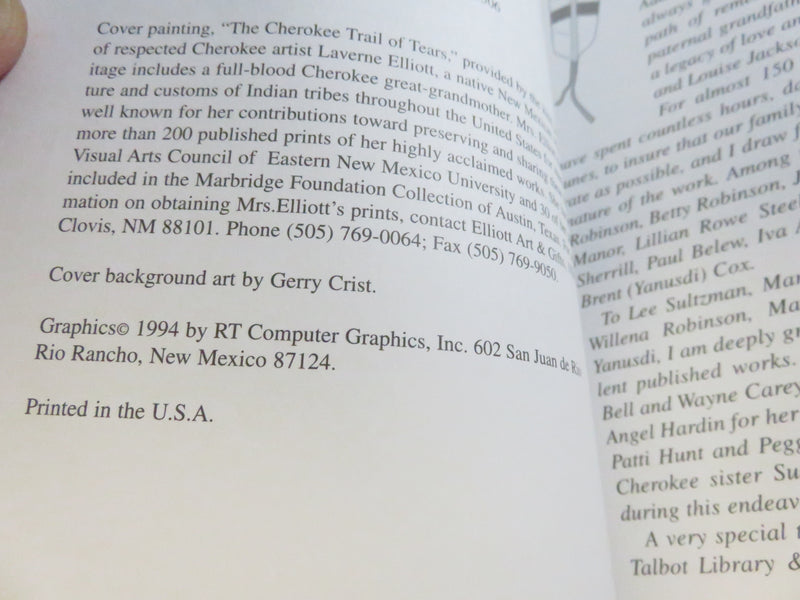 Cover painting, "The Cherokee Trail of Tears," provided by the
of respected Cherokee artist Laverne Elliott, a native New Mexican
itage includes a full-blood Cherokee great-grandmother. Mrs.
ture and customs of Indian tribes throughout the United States
well known for her contributions toward preserving and sharing
more than 200 published prints of her highly acclaimed works.
Visual Arts Council of Eastern New Mexico University and 30 of
included in the Marbridge Foundation Collection of Austin, Texas.
mation on obtaining Mrs.Elliott's prints, contact Elliott Art &
Clovis, NM 88101. Phone (505) 769-0064; Fax (505) 769-9050.
Cover background art by Gerry Crist.
Graphics© 1994 by RT Computer Graphics, Inc. 602 San Juan de
Rio Rancho, New Mexico 87124.
Printed in the U.S.A.
always
path of
paternal
a legacy of love
and Louise
For almost 150
have spent countless hours,
to insure that our family
as possible, and I draw
nature of the work. Among
Robinson, Betty Robinson, J
Manor, Lillian Rowe
Sherrill, Paul Belew, Iva
Brent (Yanusdi) Cox.
To Lee Sultzman,
Willena Robinson,
Yanusdi, I am deeply
lent published works.
Bell and Wayne Carey
Angel Hardin for her
Patti Hunt and
Cherokee sister
during this
A very special
Talbot Library &